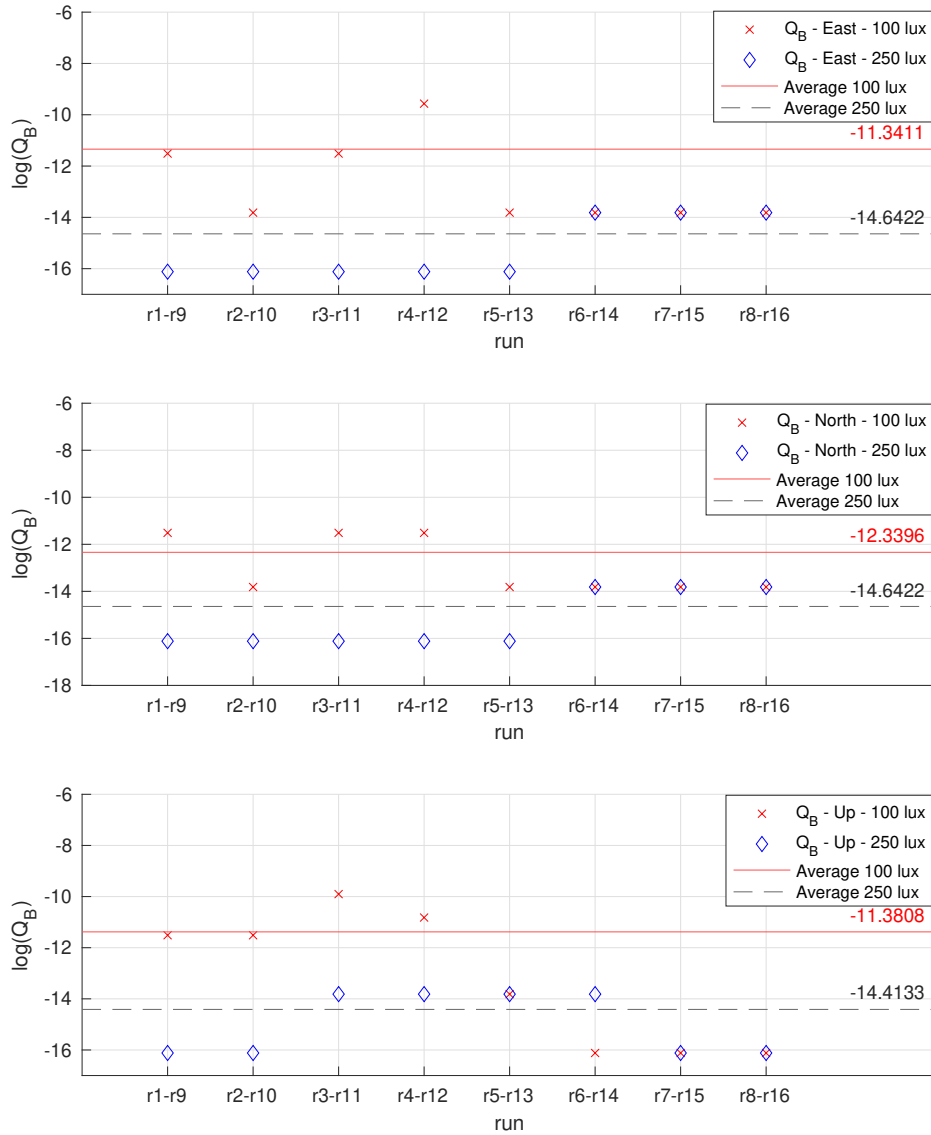 -6
-8
-10
-12
-14
-16
log(Q_B)
Q_B - East - 100 lux
Q_B - East - 250 lux
Average 100 lux
Average 250 lux
-11.3411
-14.6422
r1-r9 r2-r10 r3-r11 r4-r12 r5-r13 r6-r14 r7-r15 r8-r16
run
-6
-8
-10
-12
-14
-16
-18
log(Q_B)
Q_B - North - 100 lux
Q_B - North - 250 lux
Average 100 lux
Average 250 lux
-12.3396
-14.6422
r1-r9 r2-r10 r3-r11 r4-r12 r5-r13 r6-r14 r7-r15 r8-r16
run
-6
-8
-10
-12
-14
-16
log(Q_B)
Q_B - Up - 100 lux
Q_B - Up - 250 lux
Average 100 lux
Average 250 lux
-11.3808
-14.4133
r1-r9 r2-r10 r3-r11 r4-r12 r5-r13 r6-r14 r7-r15 r8-r16
run